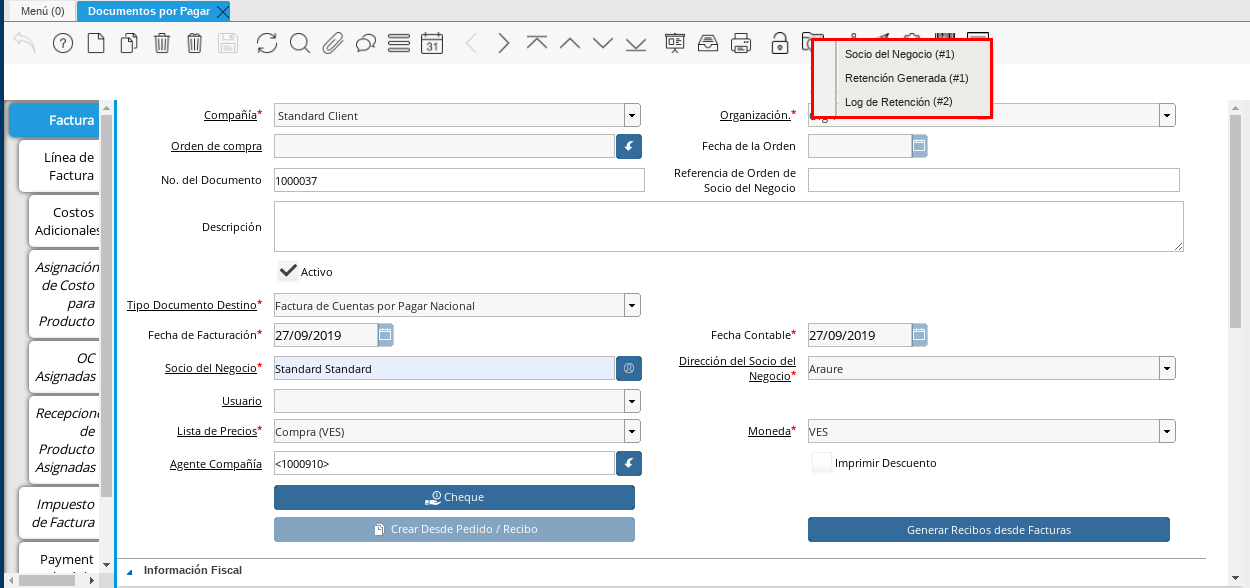 Menú (0)
Documentos por Pagar
31
Socio del Negocio (#1)
Retención Generada (#1)
Log de Retención (#2)
Factura
Línea de
Factura
Costos
Adicionales
Asignación
de Costo
para
Producto
OC
Asignadas
Recepcione
de
Producto
Asignadas
Impuesto
de Factura
Payment
Compañía*
Standard Client
Organización.*
Orden de compra
Fecha de la Orden
No. del Documento
1000037
Referencia de Orden de
Socio del Negocio
Descripción
Activo
Tipo Documento Destino*
Factura de Cuentas por Pagar Nacional
Fecha de Facturación*
27/09/2019
Fecha Contable*
27/09/2019
Socio del Negocio*
Standard Standard
Dirección del Socio del
Negocio*
Araure
Usuario
Lista de Precios*
Compra (VES)
Moneda*
VES
Agente Compañía
<1000910>
Imprimir Descuento
Cheque
Crear Desde Pedido / Recibo
Generar Recibos desde Facturas
Información Fiscal